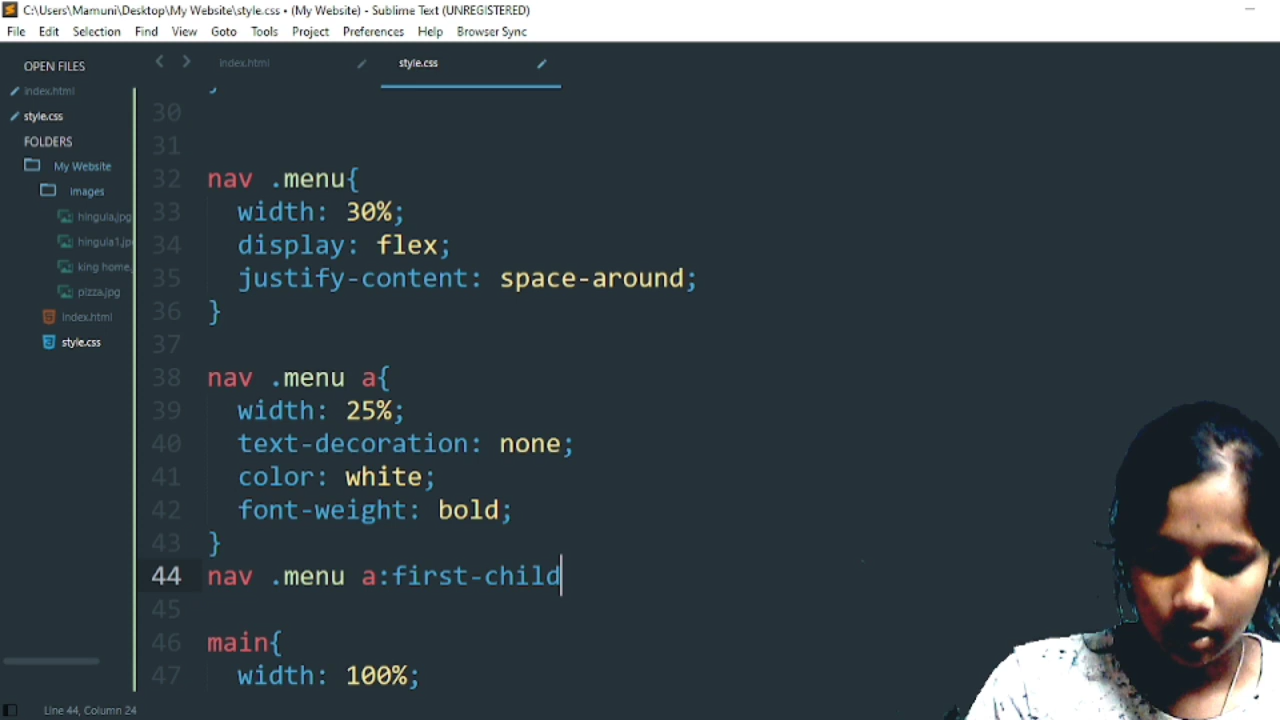 C:\Users\Mamuni\Desktop\My Website\style.css • (My Website) - Sublime Text (UNREGISTERED)
File Edit Selection Find View Goto Tools Project Preferences Help Browser Sync
OPEN FILES
index.html
style.css
FOLDERS
My Website
images
hingula.jpg
hingula1.jp
king home.
pizza.jpg
index.html
style.css
index.html
style.css
}
30
31
32 nav .menu{
33 width: 30%;
34 display: flex;
35 justify-content: space-around;
36 }
37
38 nav .menu a{
39 width: 25%;
40 text-decoration: none;
41 color: white;
42 font-weight: bold;
43 }
44 nav .menu a:first-child
45
46 main{
47 width: 100%;
Line 44, Column 24